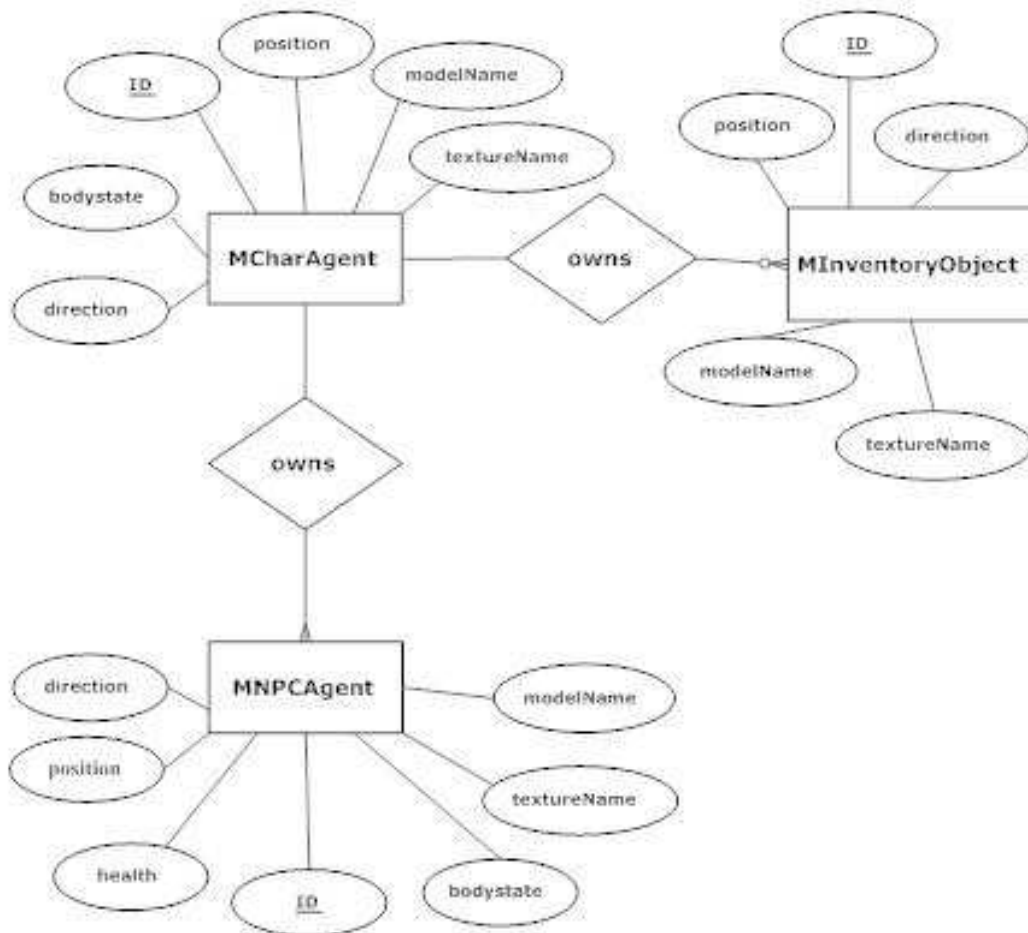 position
ID
ID
modelName
position
direction
textureName
bodystate
MCharAgent
owns
MInventoryObject
direction
modelName
textureName
owns
direction
MNPCAgent
modelName
position
textureName
health
ID
bodystate